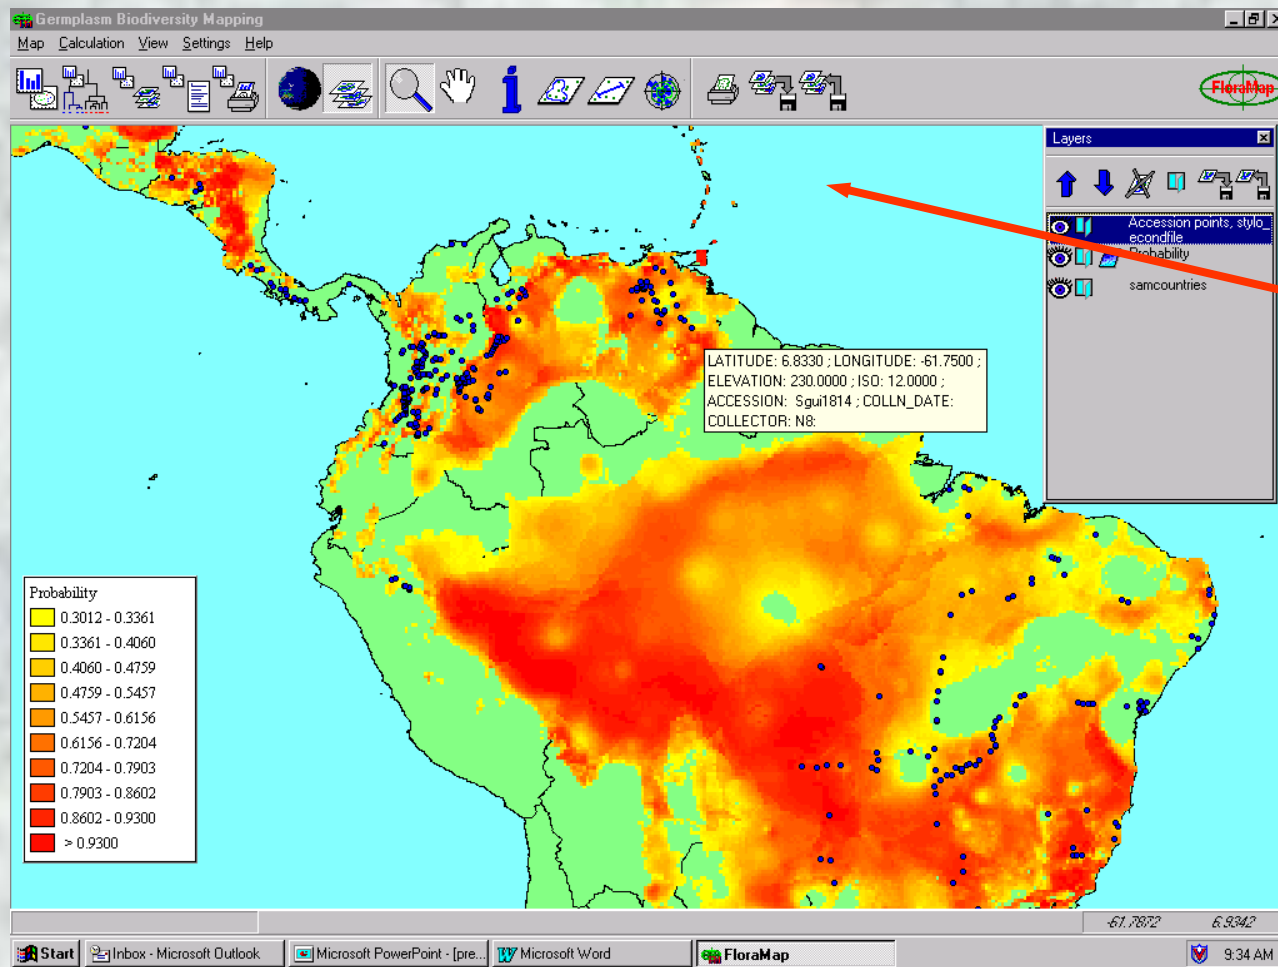 Germplasm Biodiversity Mapping
Map Calculation View Settings Help
FloraMap
Layers
Accession points, stylo_
econdfile
Probability
samcountries
LATITUDE: 6.8330 ; LONGITUDE: -61.7500 ;
ELEVATION: 230.0000 ; ISO: 12.0000 ;
ACCESSION: Sgui1814 ; COLLN_DATE:
COLLECTOR: N8:
Probability
0.3012 - 0.3361
0.3361 - 0.4060
0.4060 - 0.4759
0.4759 - 0.5457
0.5457 - 0.6156
0.6156 - 0.7204
0.7204 - 0.7903
0.7903 - 0.8602
0.8602 - 0.9300
> 0.9300
-61.7872 6.9342
Start Inbox - Microsoft Outlook Microsoft PowerPoint - [pre... Microsoft Word FloraMap 9:34 AM